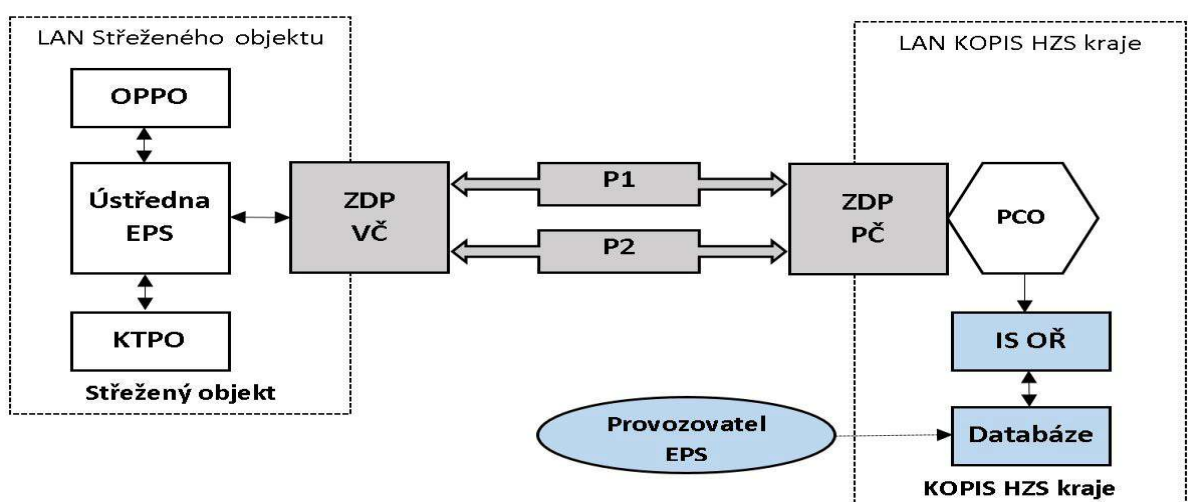 LAN Střeženého objektu
OPPO
Ústředna
EPS
KTPO
Střežený objekt
ZDP
VČ
P1
P2
LAN KOPIS HZS kraje
ZDP
PČ
PCO
IS OŘ
Databáze
Provozovatel
EPS
KOPIS HZS kraje